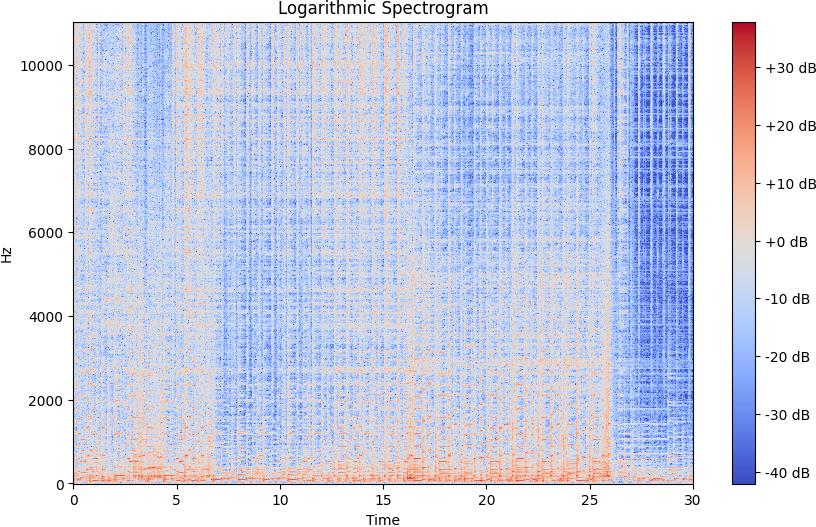 Logarithmic Spectrogram
Hz
10000
8000
6000
4000
2000
0
0 5 10 15 20 25 30
Time
+30 dB
+20 dB
+10 dB
+0 dB
-10 dB
-20 dB
-30 dB
-40 dB